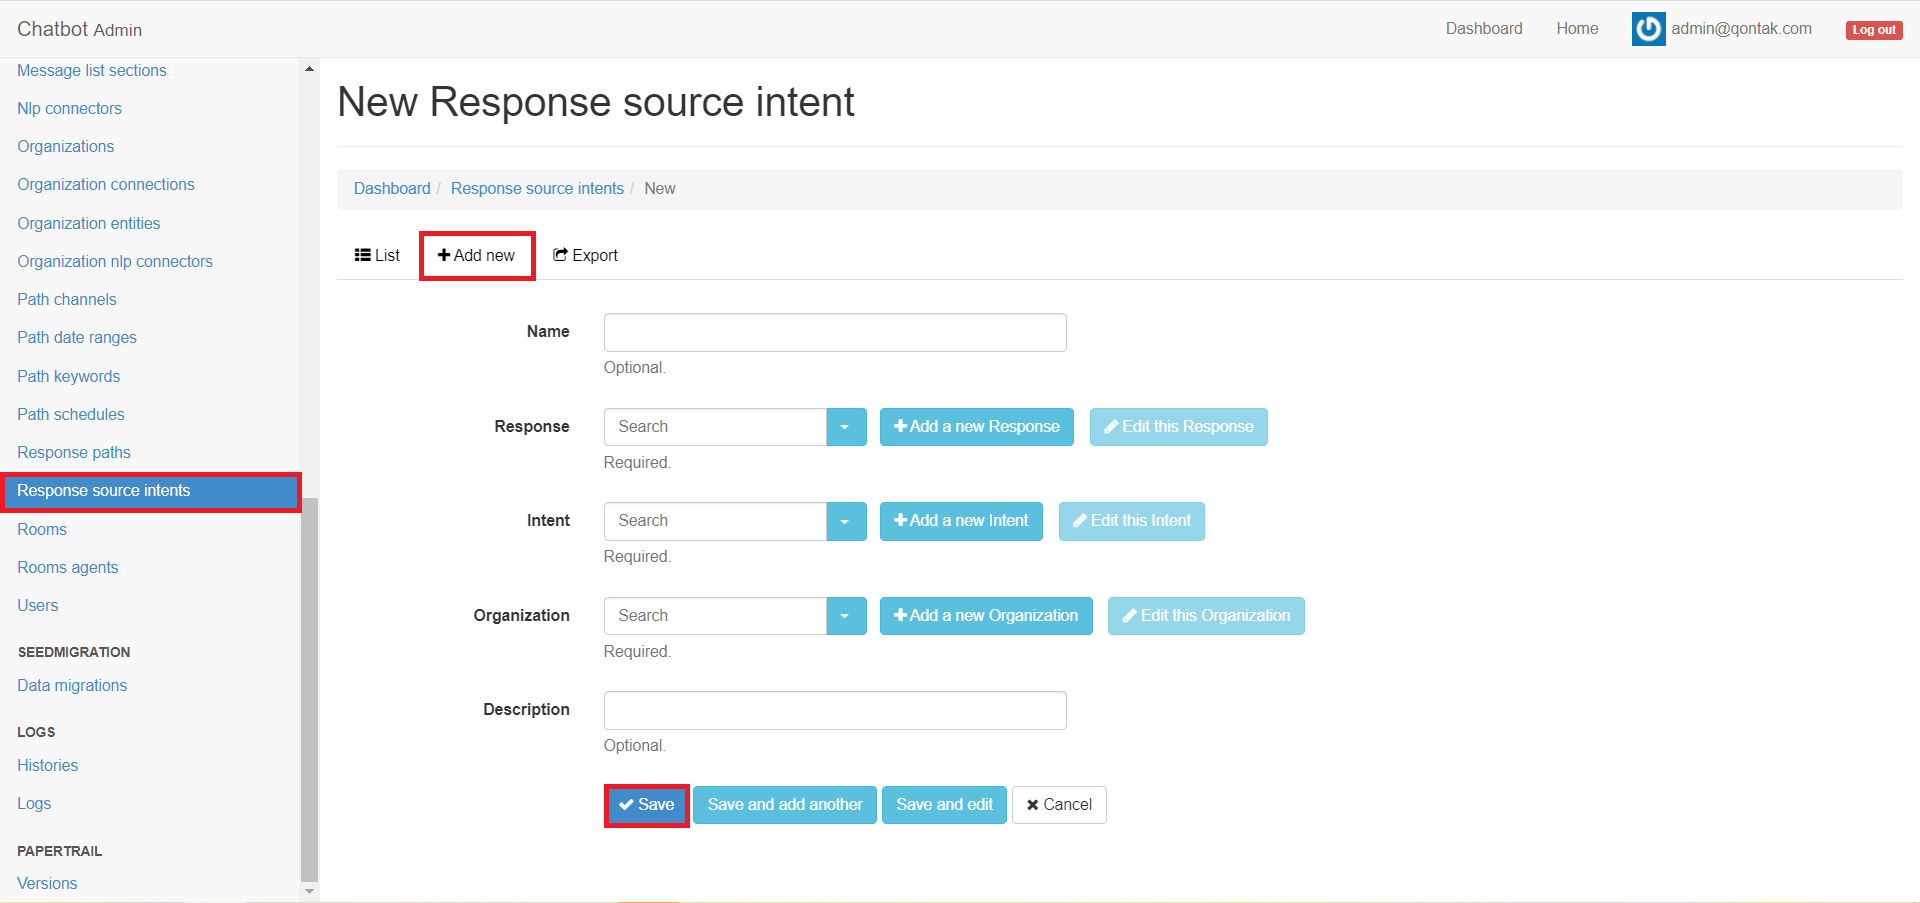 Chatbot Admin
Dashboard
Home
admin@qontak.com
Log out
Message list sections
Nlp connectors
Organizations
Organization connections
Organization entities
Organization nlp connectors
Path channels
Path date ranges
Path keywords
Path schedules
Response paths
Response source intents
Rooms
Rooms agents
Users
SEEDMIGRATION
Data migrations
LOGS
Histories
Logs
PAPERTRAIL
Versions
New Response source intent
Dashboard / Response source intents / New
List
Add new
Export
Name
Optional.
Response
Search
Add a new Response
Edit this Response
Required.
Intent
Search
Add a new Intent
Edit this Intent
Required.
Organization
Search
Add a new Organization
Edit this Organization
Required.
Description
Optional.
Save
Save and add another
Save and edit
Cancel